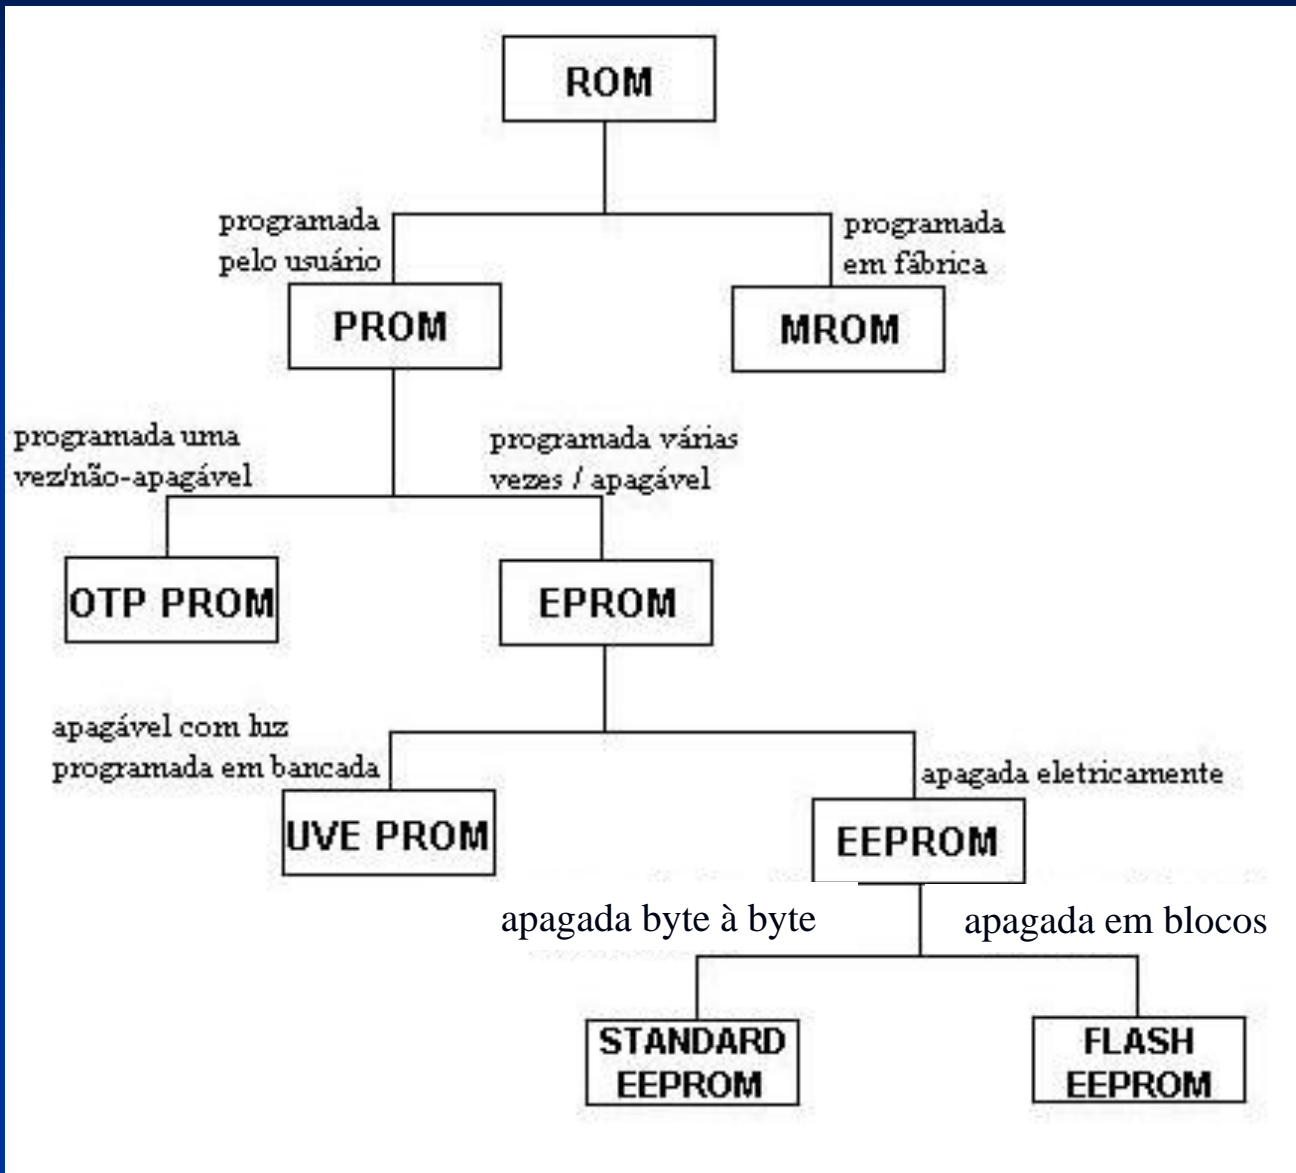 ROM
programada
pelo usuário
programada
em fábrica
PROM
MROM
programada uma
vez/não-apagável
programada várias
vezes / apagável
OTP PROM
EPROM
apagável com luz
programada em bancada
apagada eletricamente
UVE PROM
EEPROM
apagada byte à byte
apagada em blocos
STANDARD
EEPROM
FLASH
EEPROM